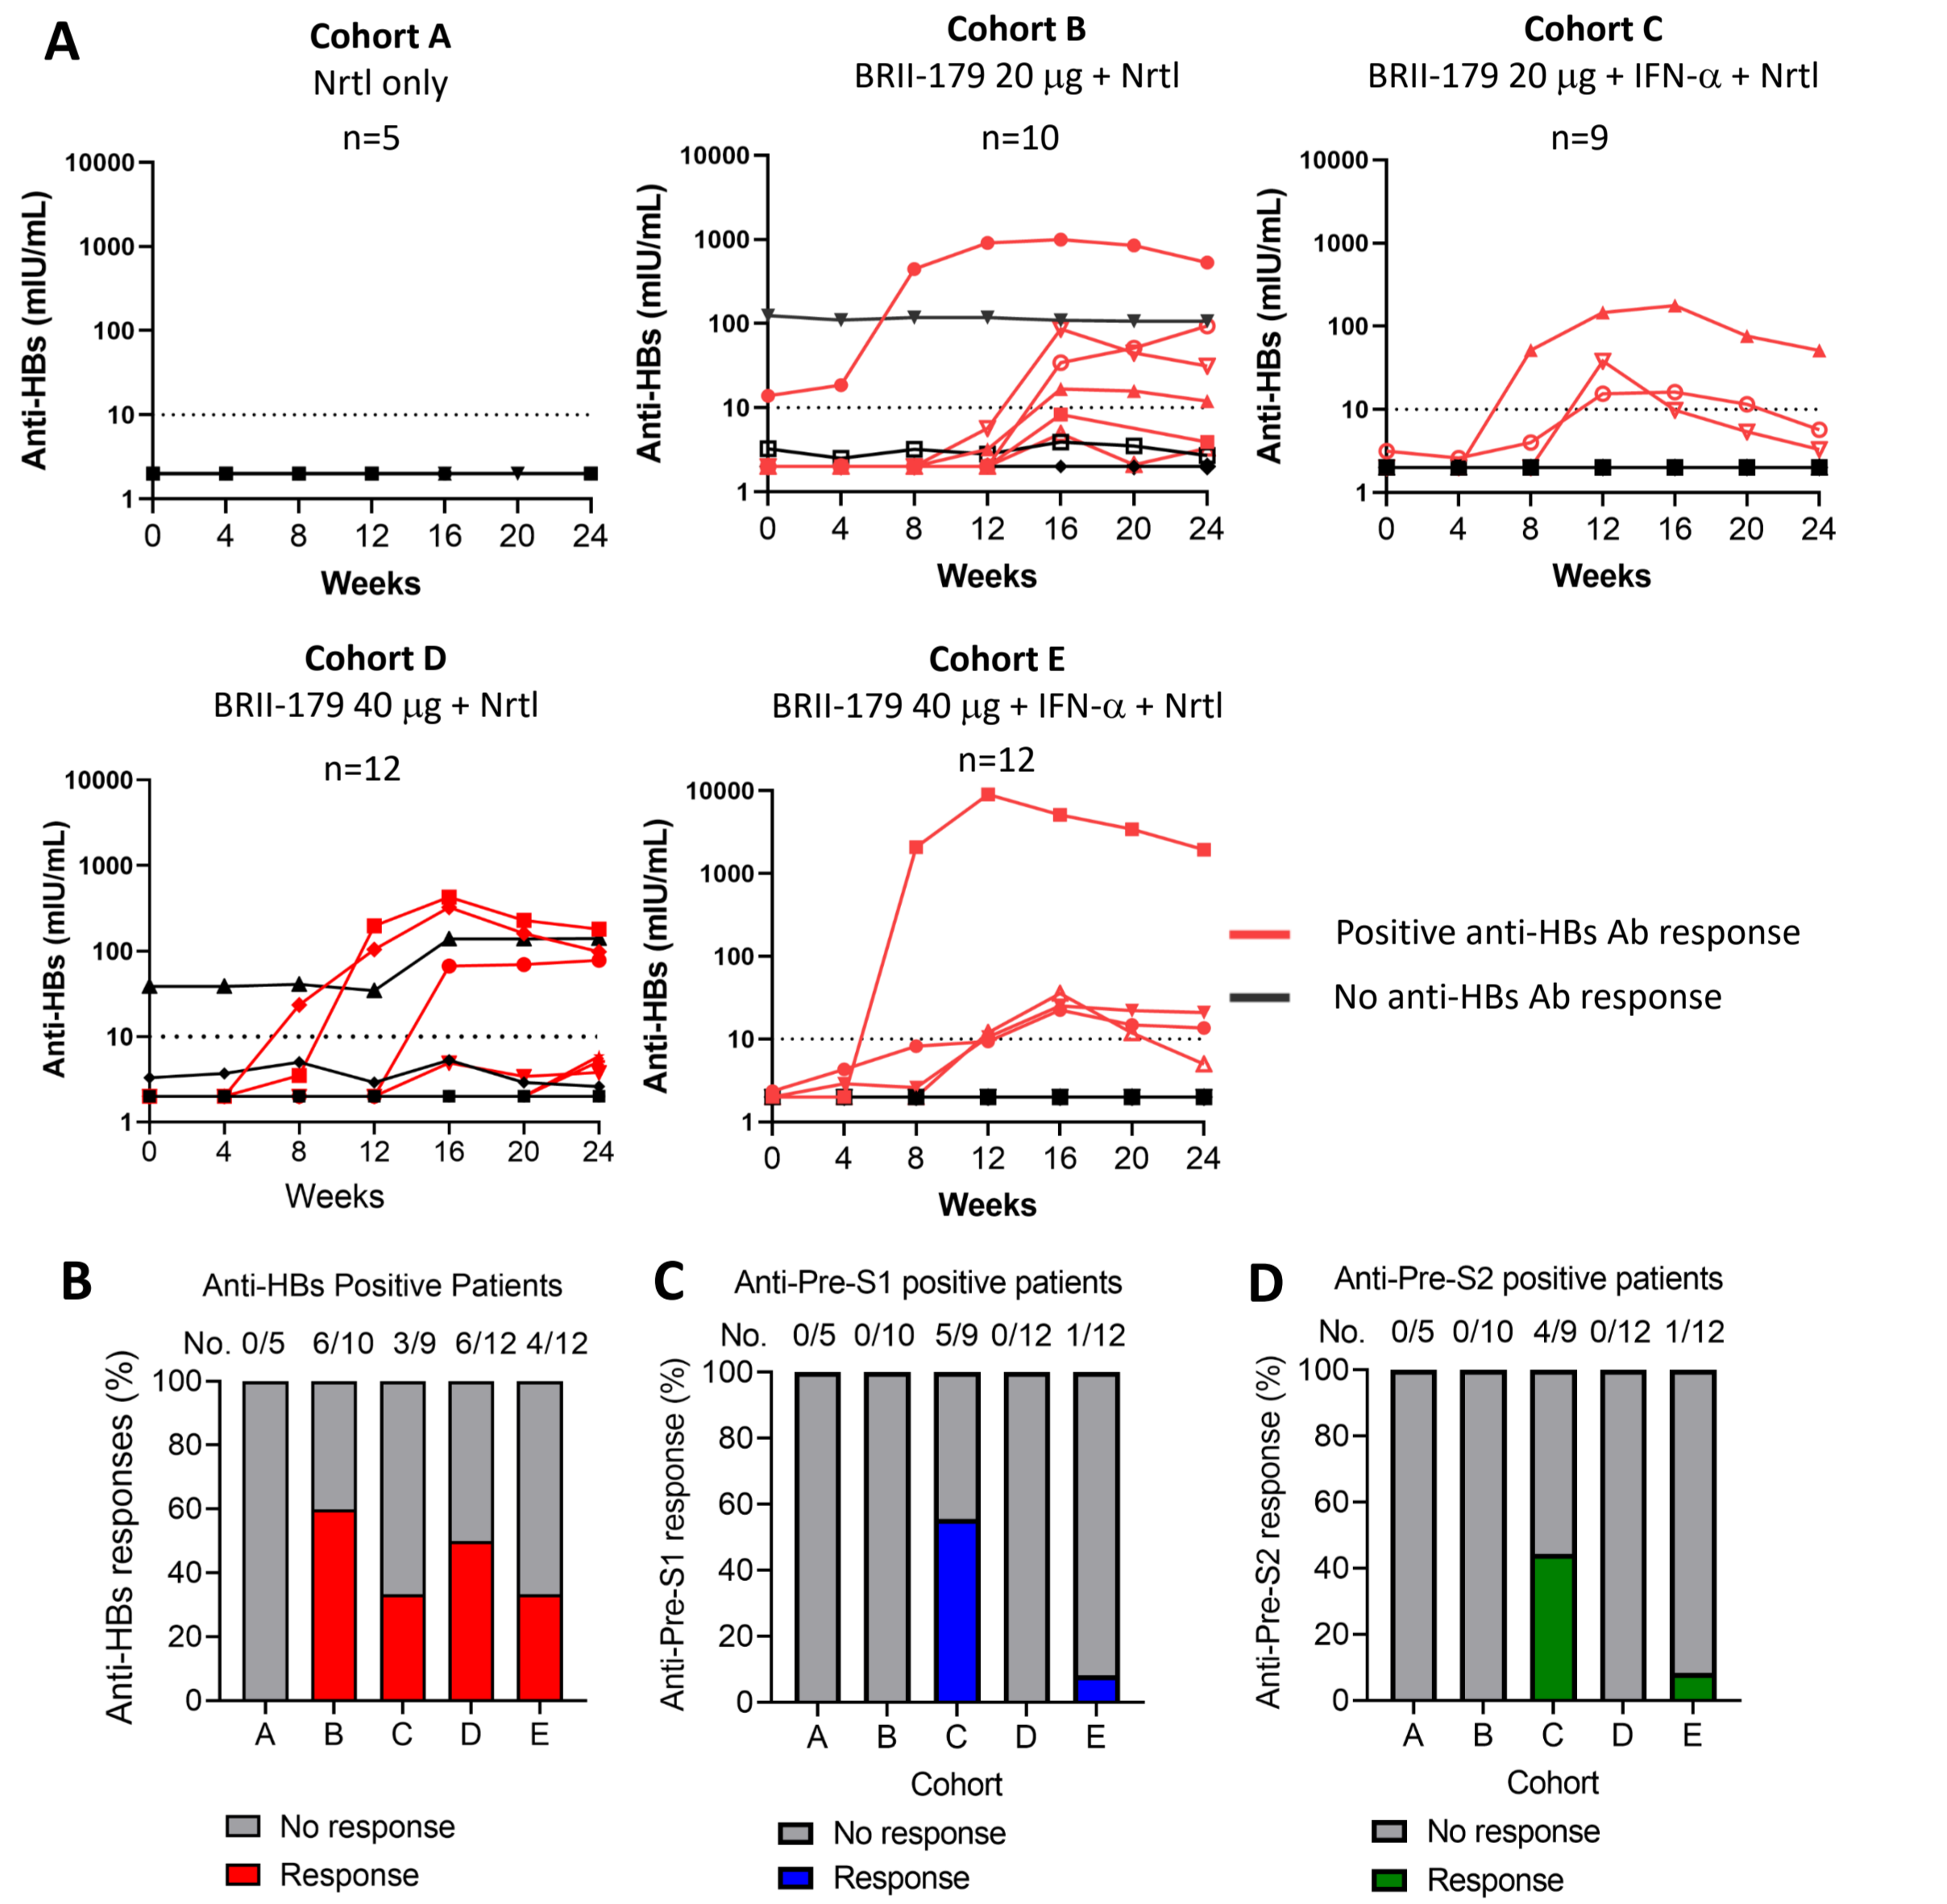 A
Cohort A
NrtI only
n=5
Anti-HBs (mIU/mL)
10000
1000
100
10
1
0 4 8 12 16 20 24
Weeks
Cohort B
BRII-179 20 μg + NrtI
n=10
Anti-HBs (mIU/mL)
10000
1000
100
10
1
0 4 8 12 16 20 24
Weeks
Cohort C
BRII-179 20 μg + IFN-α + NrtI
n=9
Anti-HBs (mIU/mL)
10000
1000
100
10
1
0 4 8 12 16 20 24
Weeks
Cohort D
BRII-179 40 μg + NrtI
n=12
Anti-HBs (mIU/mL)
10000
1000
100
10
1
0 4 8 12 16 20 24
Weeks
Cohort E
BRII-179 40 μg + IFN-α + NrtI
n=12
Anti-HBs (mIU/mL)
10000
1000
100
10
1
0 4 8 12 16 20 24
Weeks
Positive anti-HBs Ab response
No anti-HBs Ab response
B
Anti-HBs Positive Patients
No. 0/5 6/10 3/9 6/12 4/12
Anti-HBs responses (%)
100
80
60
40
20
0
A B C D E
No response
Response
C
Anti-Pre-S1 positive patients
No. 0/5 0/10 5/9 0/12 1/12
Anti-Pre-S1 response (%)
100
80
60
40
20
0
A B C D E
Cohort
No response
Response
D
Anti-Pre-S2 positive patients
No. 0/5 0/10 4/9 0/12 1/12
Anti-Pre-S2 response (%)
100
80
60
40
20
0
A B C D E
Cohort
No response
Response